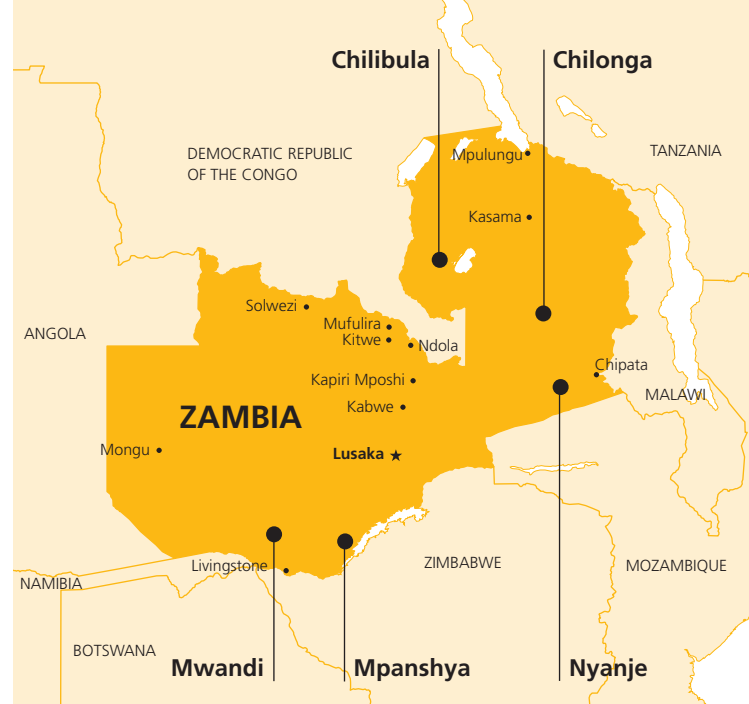 Chilibula
Chilonga
DEMOCRATIC REPUBLIC
OF THE CONGO
Mpulungu
TANZANIA
Kasama
Solwezi
Mufulira
Kitwe
Ndola
ANGOLA
Chipata
Kapiri Mposhi
MALAWI
Kabwe
ZAMBIA
Mongu
Lusaka
Livingstone
ZIMBABWE
MOZAMBIQUE
NAMIBIA
BOTSWANA
Mwandi
Mpanshya
Nyanje